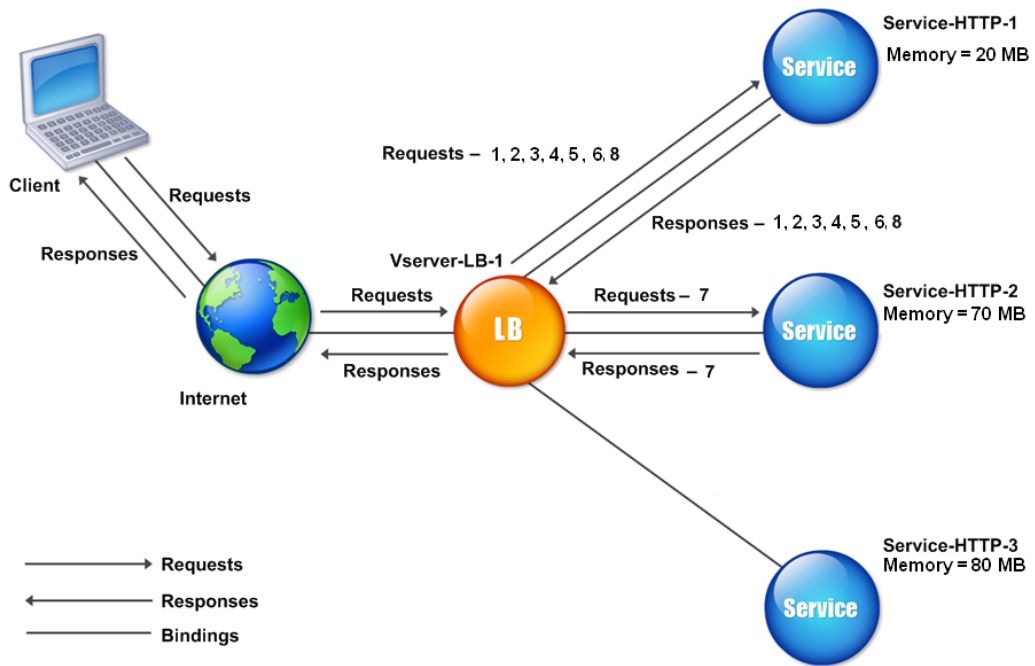 Service-HTTP-1
Memory = 20 MB
Service
Requests – 1, 2, 3, 4, 5 , 6, 8
Client
Requests
Responses
Responses – 1, 2, 3, 4, 5 , 6, 8
Vserver-LB-1
Requests
LB
Responses
Internet
Requests – 7
Responses – 7
Service-HTTP-2
Memory = 70 MB
Service
Service-HTTP-3
Memory = 80 MB
Service
Requests
Responses
Bindings